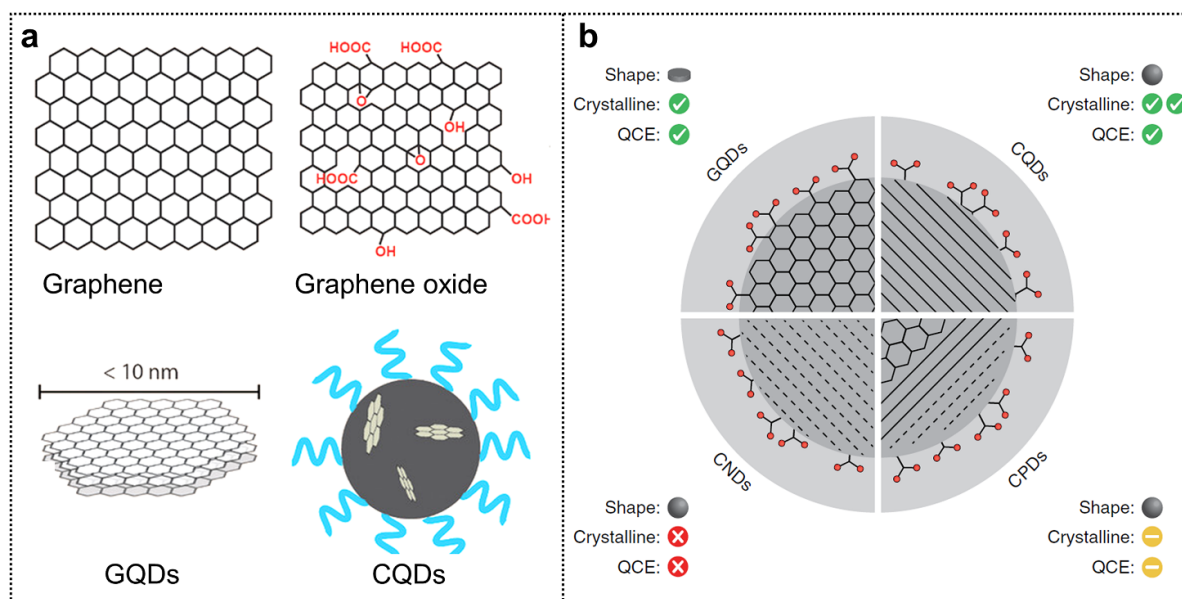 a
HOOC
HOOC
O
OH
O
HOOC
OH
COOH
OH
Graphene
Graphene oxide
< 10 nm
GQDs
CQDs
b
Shape:
Crystalline:
QCE:
Shape:
Crystalline:
QCE:
GQDs
CQDs
CNDs
CPDs
Shape:
Crystalline:
QCE:
Shape:
Crystalline:
QCE: